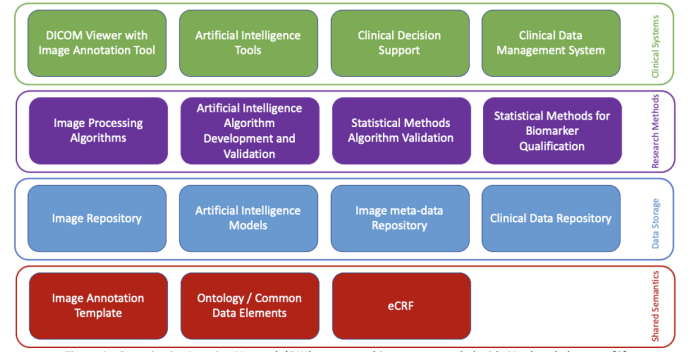 DICOM Viewer with
Image Annotation Tool
Artificial Intelligence
Tools
Clinical Decision
Support
Clinical Data
Management System
Clinical Systems
Image Processing
Algorithms
Artificial Intelligence
Algorithm
Development and
Validation
Statistical Methods
Algorithm Validation
Statistical Methods for
Biomarker
Qualification
Research Methods
Image Repository
Artificial Intelligence
Models
Image meta-data
Repository
Clinical Data Repository
Data Storage
Image Annotation
Template
Ontology / Common
Data Elements
eCRF
Shared Semantics